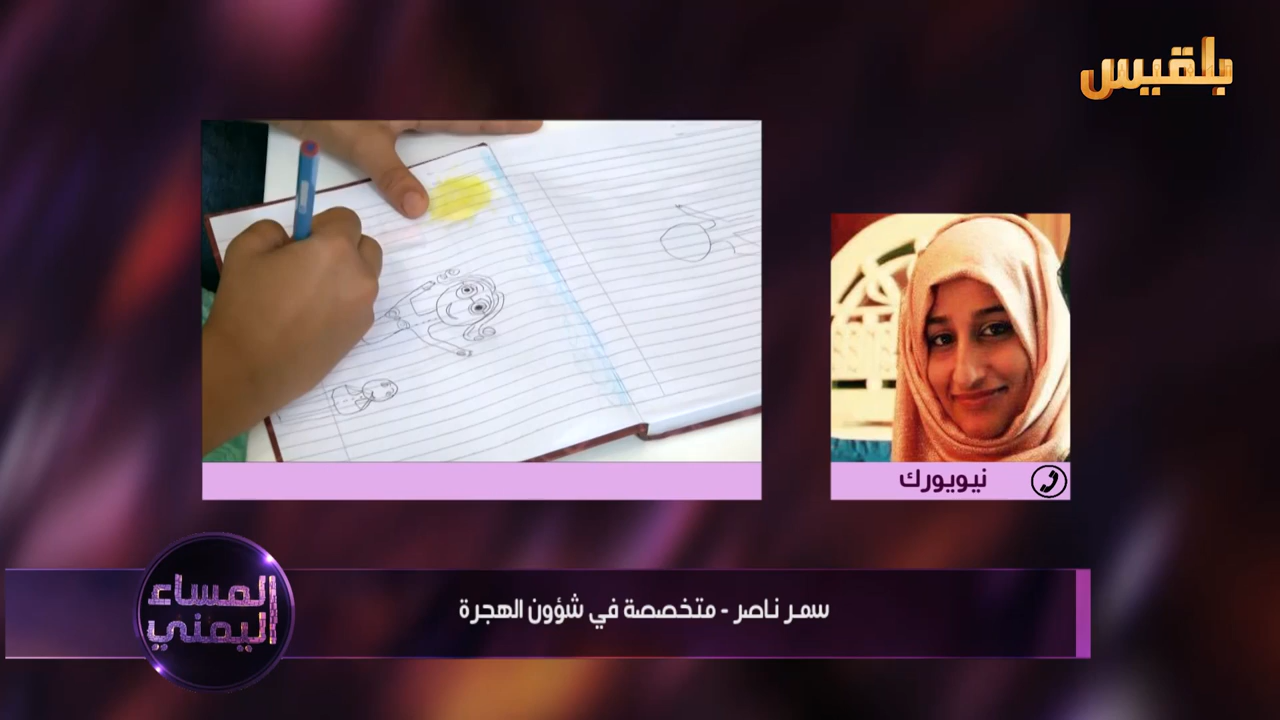 بلقيس
نيويورك
سمر ناصر - متخصصة في شؤون الهجرة
المساء
اليمني